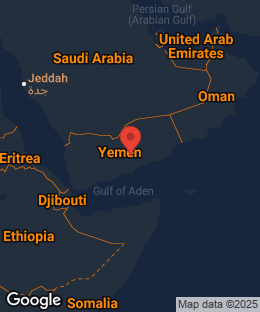 Persian Gulf
(Arabian Gulf)
United Arab
Emirates
Saudi Arabia
Jeddah
جدة
Oman
Yemen
Eritrea
Gulf of Aden
Djibouti
Ethiopia
Somalia
Google
Map data ©2025